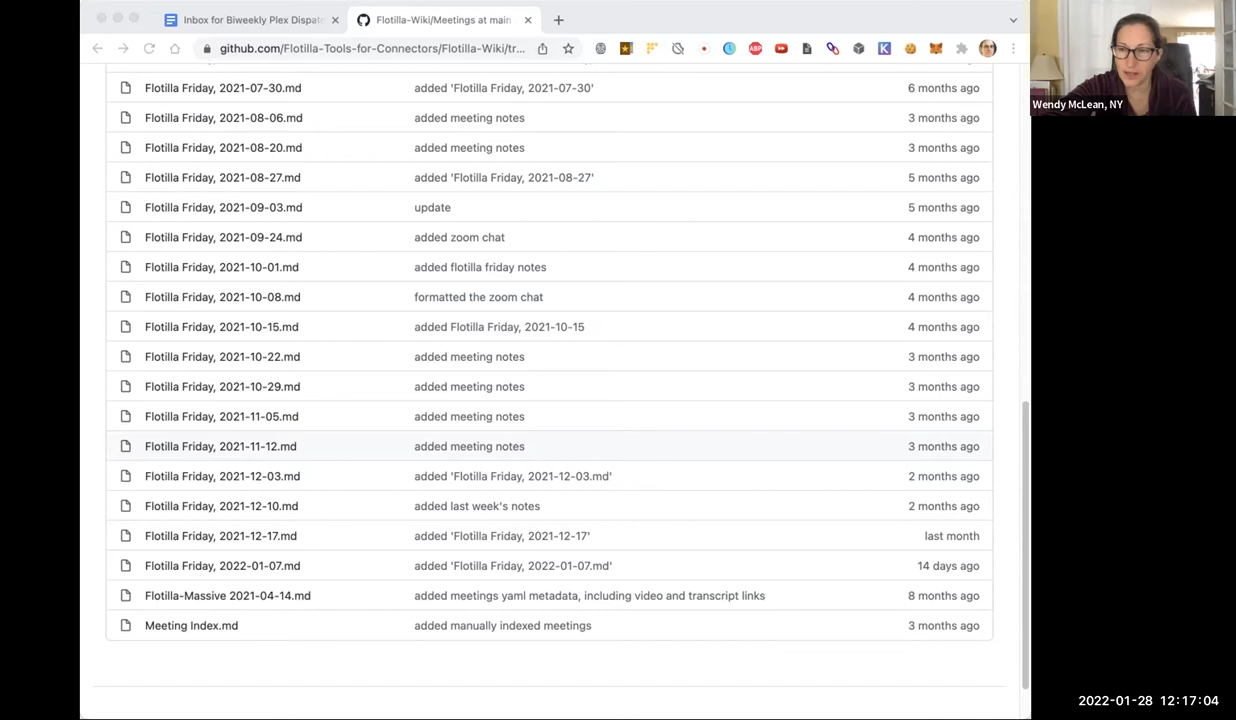 Inbox for Biweekly Plex Dispat
Flotilla-Wiki/Meetings at main
github.com/Flotilla-Tools-for-Connectors/Flotilla-Wiki/tr...
ABP
K
Wendy McLean, NY
Flotilla Friday, 2021-07-30.md added 'Flotilla Friday, 2021-07-30' 6 months ago
Flotilla Friday, 2021-08-06.md added meeting notes 3 months ago
Flotilla Friday, 2021-08-20.md added meeting notes 3 months ago
Flotilla Friday, 2021-08-27.md added 'Flotilla Friday, 2021-08-27' 5 months ago
Flotilla Friday, 2021-09-03.md update 5 months ago
Flotilla Friday, 2021-09-24.md added zoom chat 4 months ago
Flotilla Friday, 2021-10-01.md added flotilla friday notes 4 months ago
Flotilla Friday, 2021-10-08.md formatted the zoom chat 4 months ago
Flotilla Friday, 2021-10-15.md added Flotilla Friday, 2021-10-15 4 months ago
Flotilla Friday, 2021-10-22.md added meeting notes 3 months ago
Flotilla Friday, 2021-10-29.md added meeting notes 3 months ago
Flotilla Friday, 2021-11-05.md added meeting notes 3 months ago
Flotilla Friday, 2021-11-12.md added meeting notes 3 months ago
Flotilla Friday, 2021-12-03.md added 'Flotilla Friday, 2021-12-03.md' 2 months ago
Flotilla Friday, 2021-12-10.md added last week's notes 2 months ago
Flotilla Friday, 2021-12-17.md added 'Flotilla Friday, 2021-12-17' last month
Flotilla Friday, 2022-01-07.md added 'Flotilla Friday, 2022-01-07.md' 14 days ago
Flotilla-Massive 2021-04-14.md added meetings yaml metadata, including video and transcript links 8 months ago
Meeting Index.md added manually indexed meetings 3 months ago
2022-01-28 12:17:04